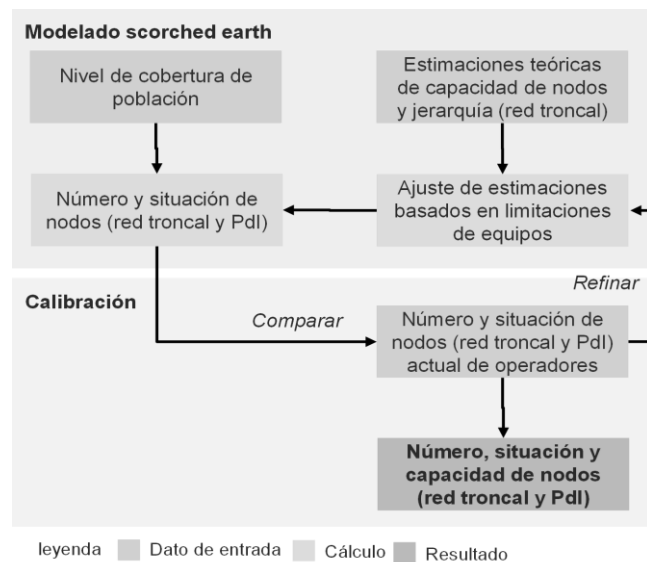 Modelado scorched earth
Nivel de cobertura de
población
Estimaciones teóricas
de capacidad de nodos
y jerarquía (red troncal)
Número y situación de
nodos (red troncal y PdI)
Ajuste de estimaciones
basados en limitaciones
de equipos
Calibración
Refinar
Comparar
Número y situación de
nodos (red troncal y PdI)
actual de operadores
Número, situación y
capacidad de nodos
(red troncal y PdI)
leyenda Dato de entrada Cálculo Resultado